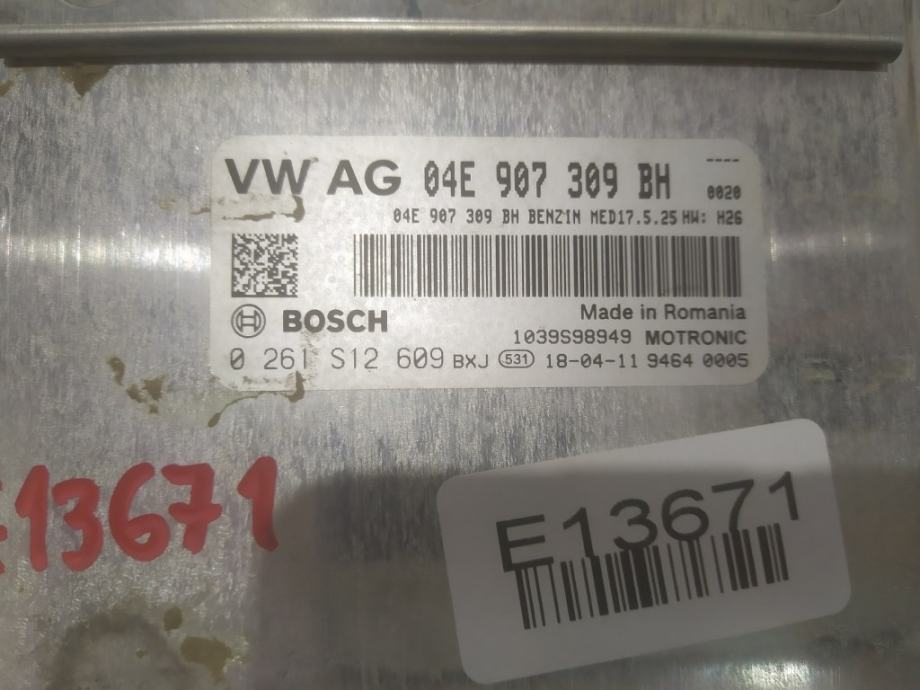 VW AG 04E 907 309 BH ----
0020
04E 907 309 BH BENZIN MED17.5.25 HW: H26
BOSCH
Made in Romania
1039S98949 MOTRONIC
0 261 S12 609 BXJ 531 18-04-11 9464 0005
E13671
E13671